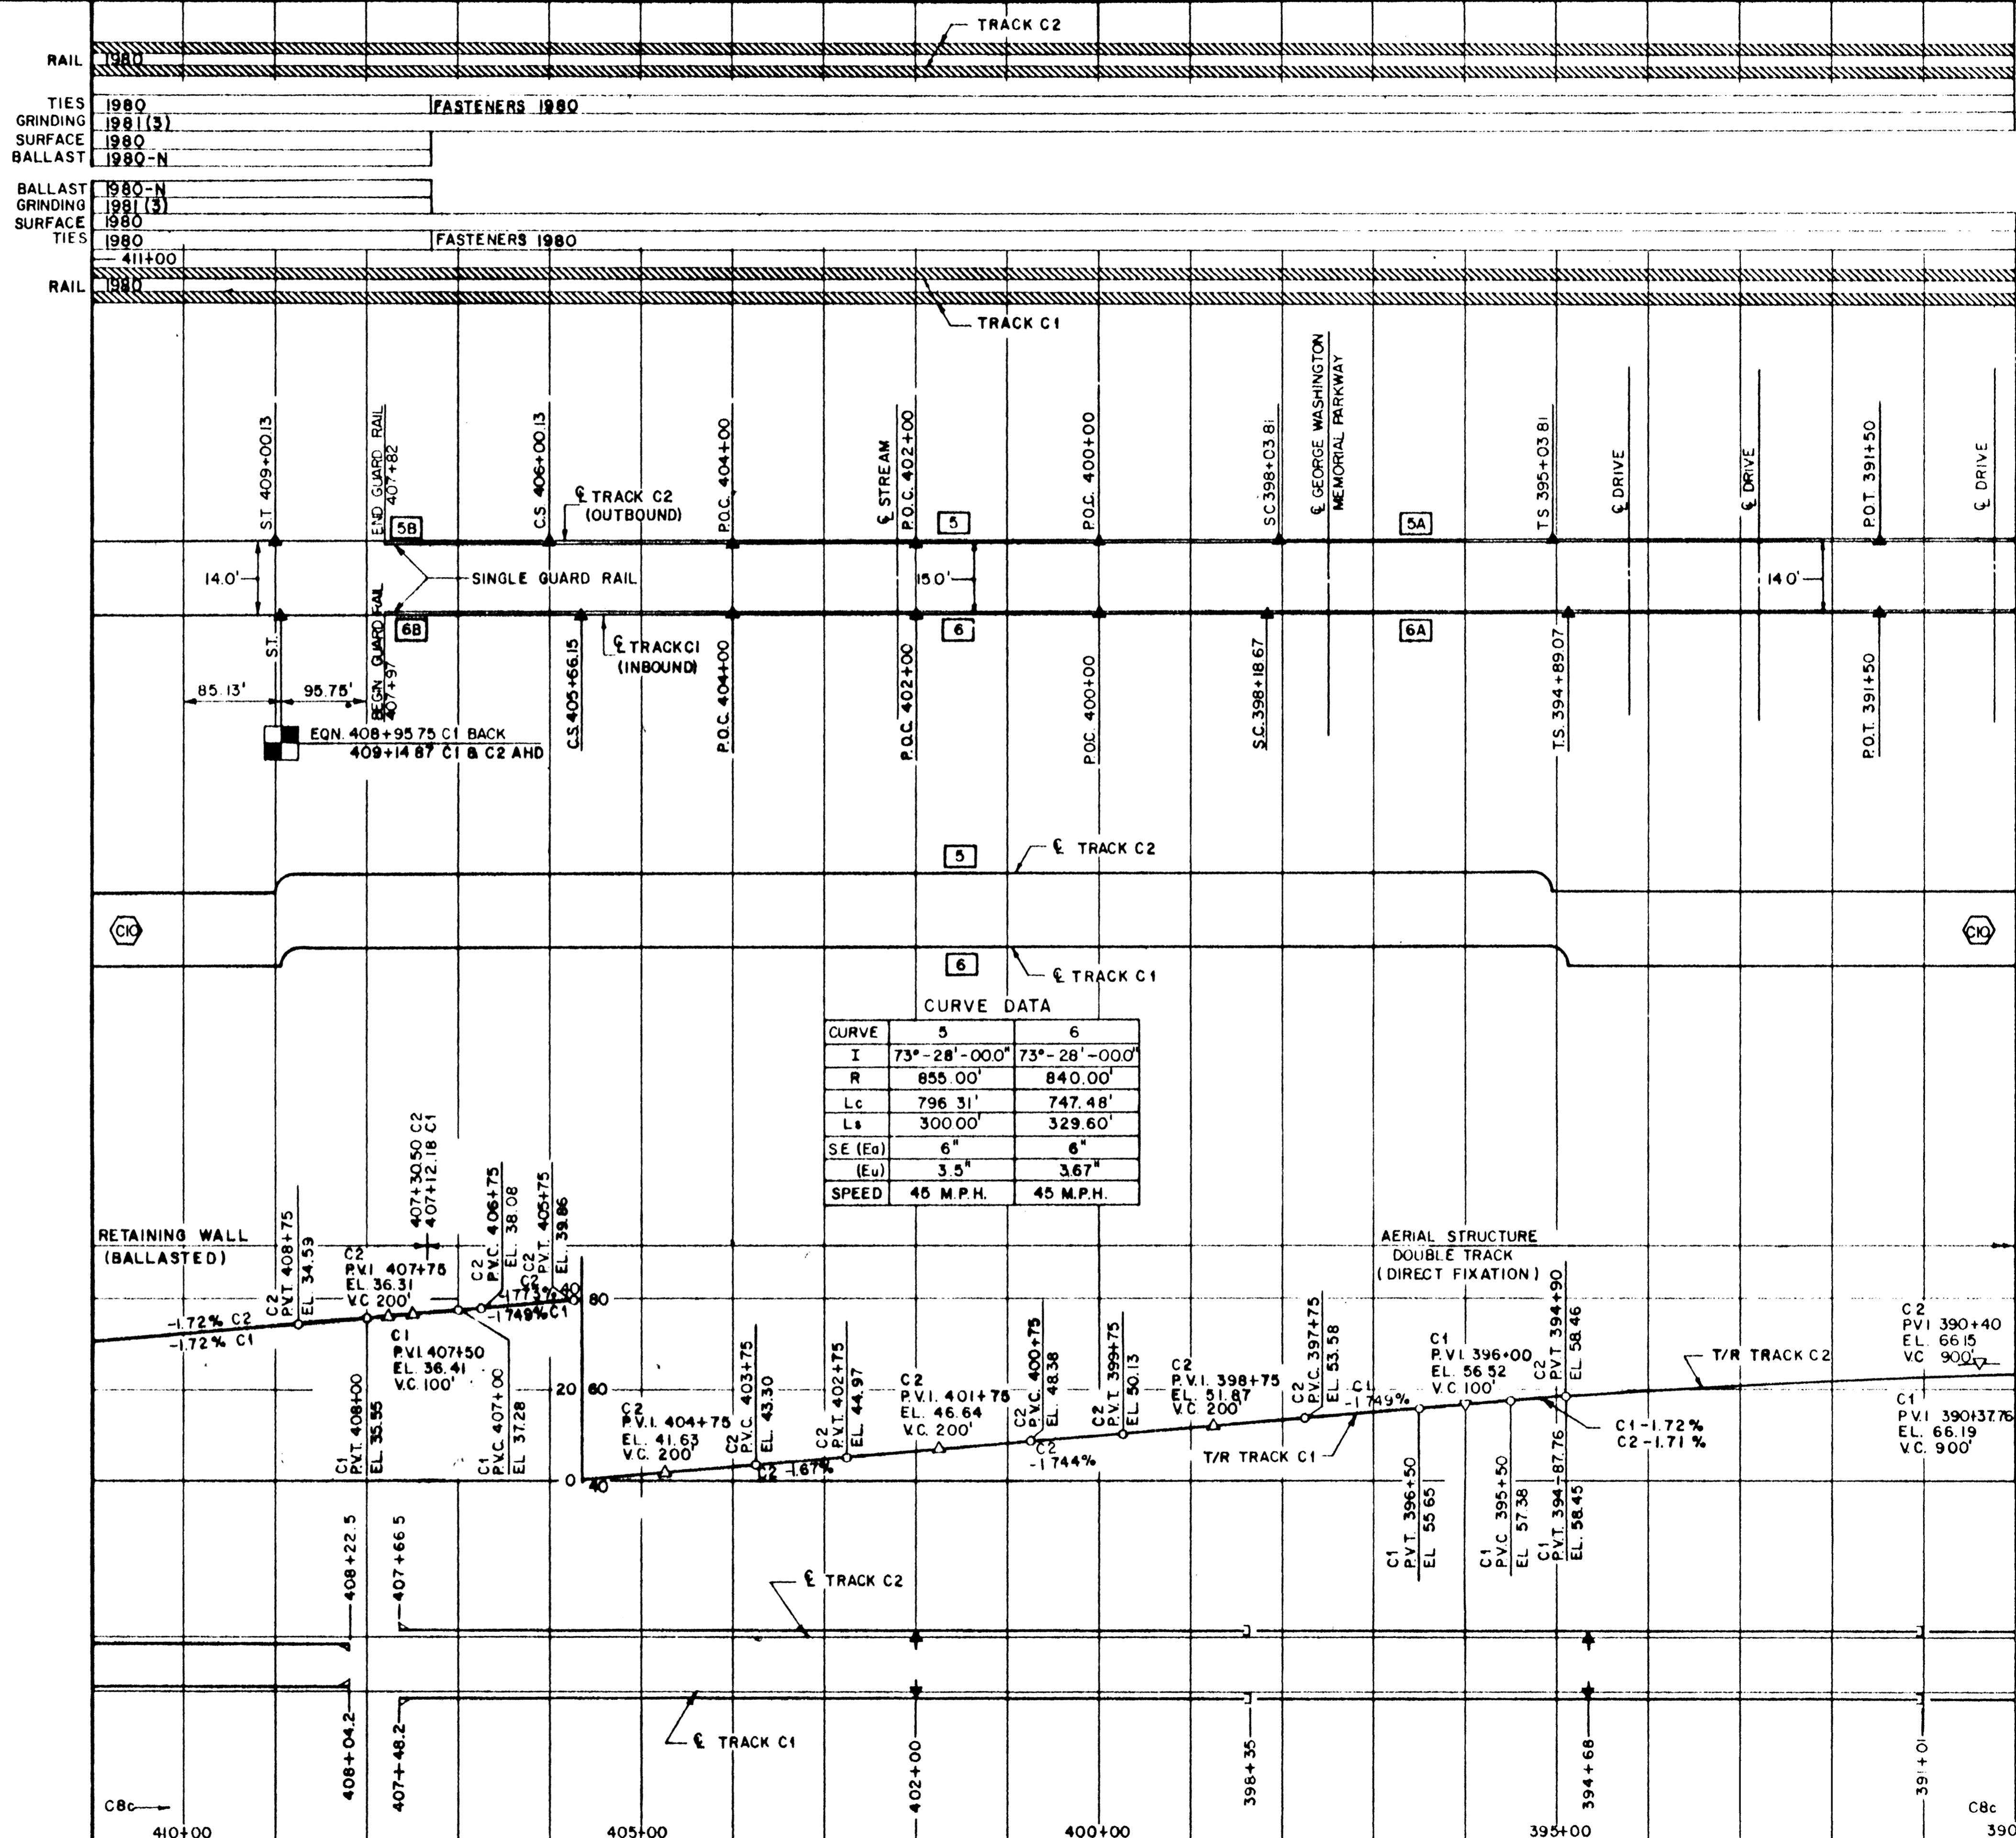 TRACK C2
RAIL 1980
TIES 1980 FASTENERS 1980
GRINDING 1981 (3)
SURFACE 1980
BALLAST 1980-N
BALLAST 1980-N
GRINDING 1981 (3)
SURFACE 1980
TIES 1980 FASTENERS 1980
411+00
RAIL 1980
TRACK C1
S.T. 409+00.13
END GUARD RAIL
407+82
C.S. 406+00.13
P.O.C. 404+00
℄ STREAM
P.O.C. 402+00
P.O.C. 400+00
S.C. 398+03.81
℄ GEORGE WASHINGTON
MEMORIAL PARKWAY
T.S. 395+03.81
℄ DRIVE
℄ DRIVE
P.O.T. 391+50
℄ DRIVE
5B
℄ TRACK C2
(OUTBOUND)
5
5A
14.0'
SINGLE GUARD RAIL
15.0'
14.0'
6B
6
6A
℄ TRACK C1
(INBOUND)
S.T.
BEGIN GUARD RAIL
407+97
C.S. 405+66.15
P.O.C. 404+00
P.O.C. 402+00
P.O.C. 400+00
S.C. 398+18.67
T.S. 394+89.07
P.O.T. 391+50
85.13'
95.75'
EQN. 408+95.75 C1 BACK
409+14.87 C1 & C2 AHD
5
℄ TRACK C2
C10
C10
6
℄ TRACK C1
CURVE DATA
CURVE 5 6
I 73°-28'-00.0" 73°-28'-00.0"
R 855.00' 840.00'
Lc 796.31' 747.48'
Ls 300.00' 329.60'
SE (Ea) 6" 6"
(Eu) 3.5" 3.67"
SPEED 45 M.P.H. 45 M.P.H.
RETAINING WALL
(BALLASTED)
C2
P.V.T. 408+75
EL. 34.59
C2
P.V.I. 407+75
EL. 36.31
V.C. 200'
407+30.50 C2
407+12.18 C1
C2
P.V.C. 406+75
EL. 38.08
C2
P.V.T. 405+75
EL. 39.86
-1.72% C2
-1.72% C1
C2
-1.773%
-1.749% C1
40 80
C1
P.V.I. 407+50
EL. 36.41
V.C. 100'
C1
P.V.T. 408+00
EL. 35.55
C1
P.V.C. 407+00
EL. 37.28
20 60
0 40
C2
P.V.I. 404+75
EL. 41.63
V.C. 200'
C2
P.V.C. 403+75
EL. 43.30
C2 -1.67%
C2
P.V.T. 402+75
EL. 44.97
C2
P.V.I. 401+75
EL. 46.64
V.C. 200'
C2
P.V.C. 400+75
EL. 48.38
C2
-1.744%
C2
P.V.T. 399+75
EL. 50.13
C2
P.V.I. 398+75
EL. 51.87
V.C. 200'
C2
P.V.C. 397+75
EL. 53.58
C1
-1.749%
T/R TRACK C1
AERIAL STRUCTURE
DOUBLE TRACK
(DIRECT FIXATION)
C1
P.V.I. 396+00
EL. 56.52
V.C. 100'
C2
P.V.T. 394+90
EL. 58.46
C1 -1.72%
C2 -1.71%
T/R TRACK C2
C2
P.V.I. 390+40
EL. 66.15
V.C. 900'
C1
P.V.I. 390+37.76
EL. 66.19
V.C. 900'
C1
P.V.T. 396+50
EL. 55.65
C1
P.V.C. 395+50
EL. 57.38
C1
P.V.T. 394+87.76
EL. 58.45
408+22.5
407+66.5
℄ TRACK C2
℄ TRACK C1
408+04.2
407+48.2
402+00
398+35
394+68
391+01
C8c
C8c
410+00
405+00
400+00
395+00
390